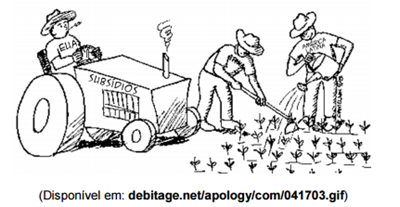 EUA
SUBSÍDIOS
AMÉRICA
LATINA
(Disponível em: debitage.net/apology/com/041703.gif)